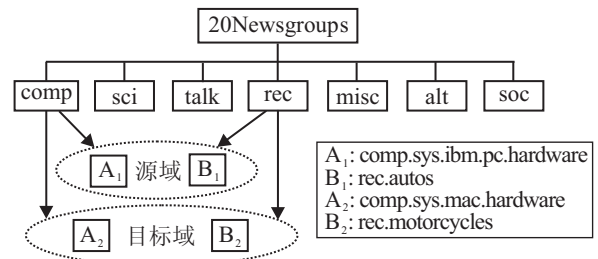 20Newsgroups
comp sci talk rec misc alt soc
A₁ 源域 B₁
A₂ 目标域 B₂
A₁: comp.sys.ibm.pc.hardware
B₁: rec.autos
A₂: comp.sys.mac.hardware
B₂: rec.motorcycles